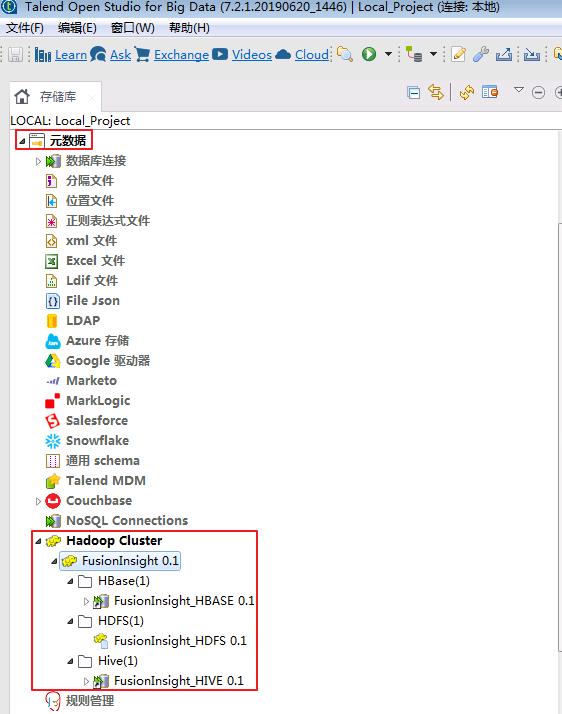 Talend Open Studio for Big Data (7.2.1.20190620_1446) | Local_Project (连接: 本地)
文件(F) 编辑(E) 窗口(W) 帮助(H)
Learn Ask Exchange Videos Cloud
存储库
LOCAL: Local_Project
元数据
数据库连接
分隔文件
位置文件
正则表达式文件
xml 文件
Excel 文件
Ldif 文件
File Json
LDAP
Azure 存储
Google 驱动器
Marketo
MarkLogic
Salesforce
Snowflake
通用 schema
Talend MDM
Couchbase
NoSQL Connections
Hadoop Cluster
FusionInsight 0.1
HBase(1)
FusionInsight_HBASE 0.1
HDFS(1)
FusionInsight_HDFS 0.1
Hive(1)
FusionInsight_HIVE 0.1
规则管理